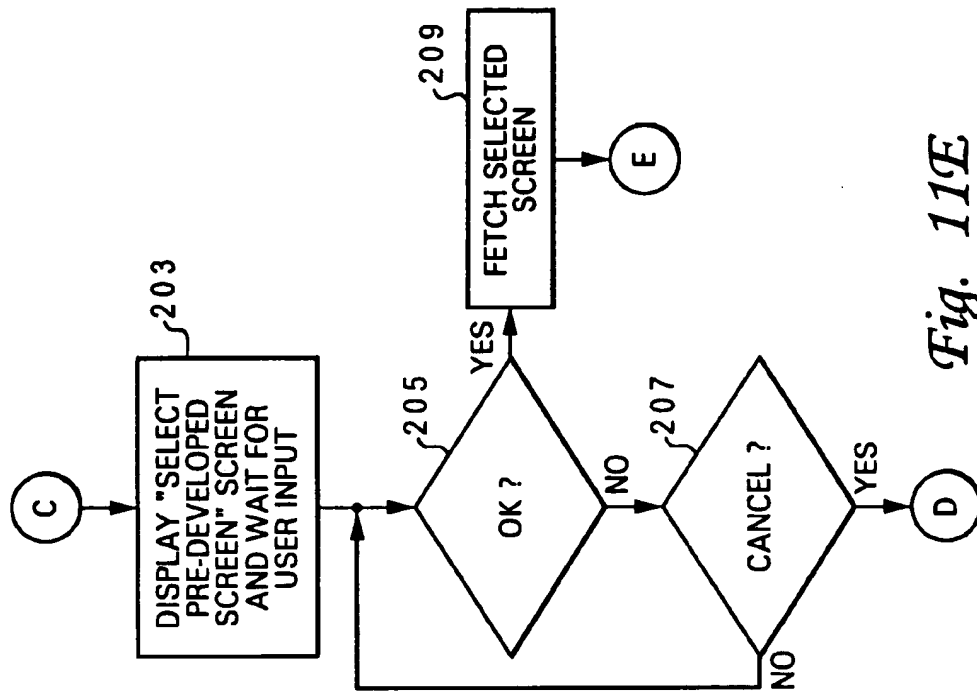 C
203
DISPLAY "SELECT
PRE-DEVELOPED
SCREEN" SCREEN
AND WAIT FOR
USER INPUT
205
OK ?
YES
209
FETCH SELECTED
SCREEN
E
NO
207
CANCEL ?
NO
YES
D
Fig. 11E